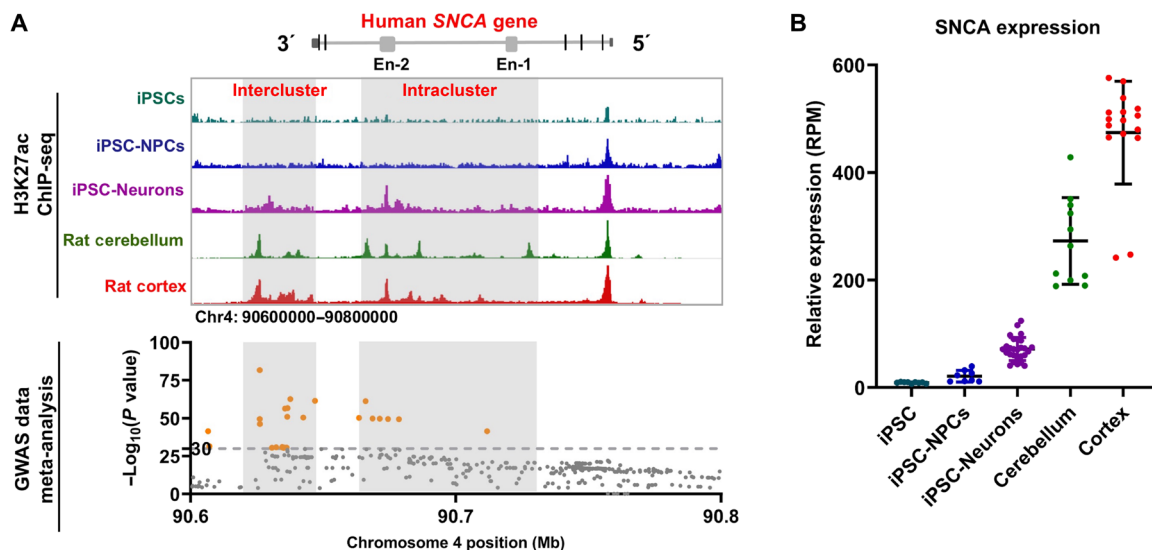 A
Human SNCA gene
3´
5´
En-2
En-1
H3K27ac
ChIP-seq
Intercluster
Intracluster
iPSCs
iPSC-NPCs
iPSC-Neurons
Rat cerebellum
Rat cortex
Chr4: 90600000–90800000
GWAS data
meta-analysis
–Log10(P value)
100
75
50
30
25
0
90.6
90.7
90.8
Chromosome 4 position (Mb)
B
SNCA expression
Relative expression (RPM)
600
400
200
0
iPSC
iPSC-NPCs
iPSC-Neurons
Cerebellum
Cortex